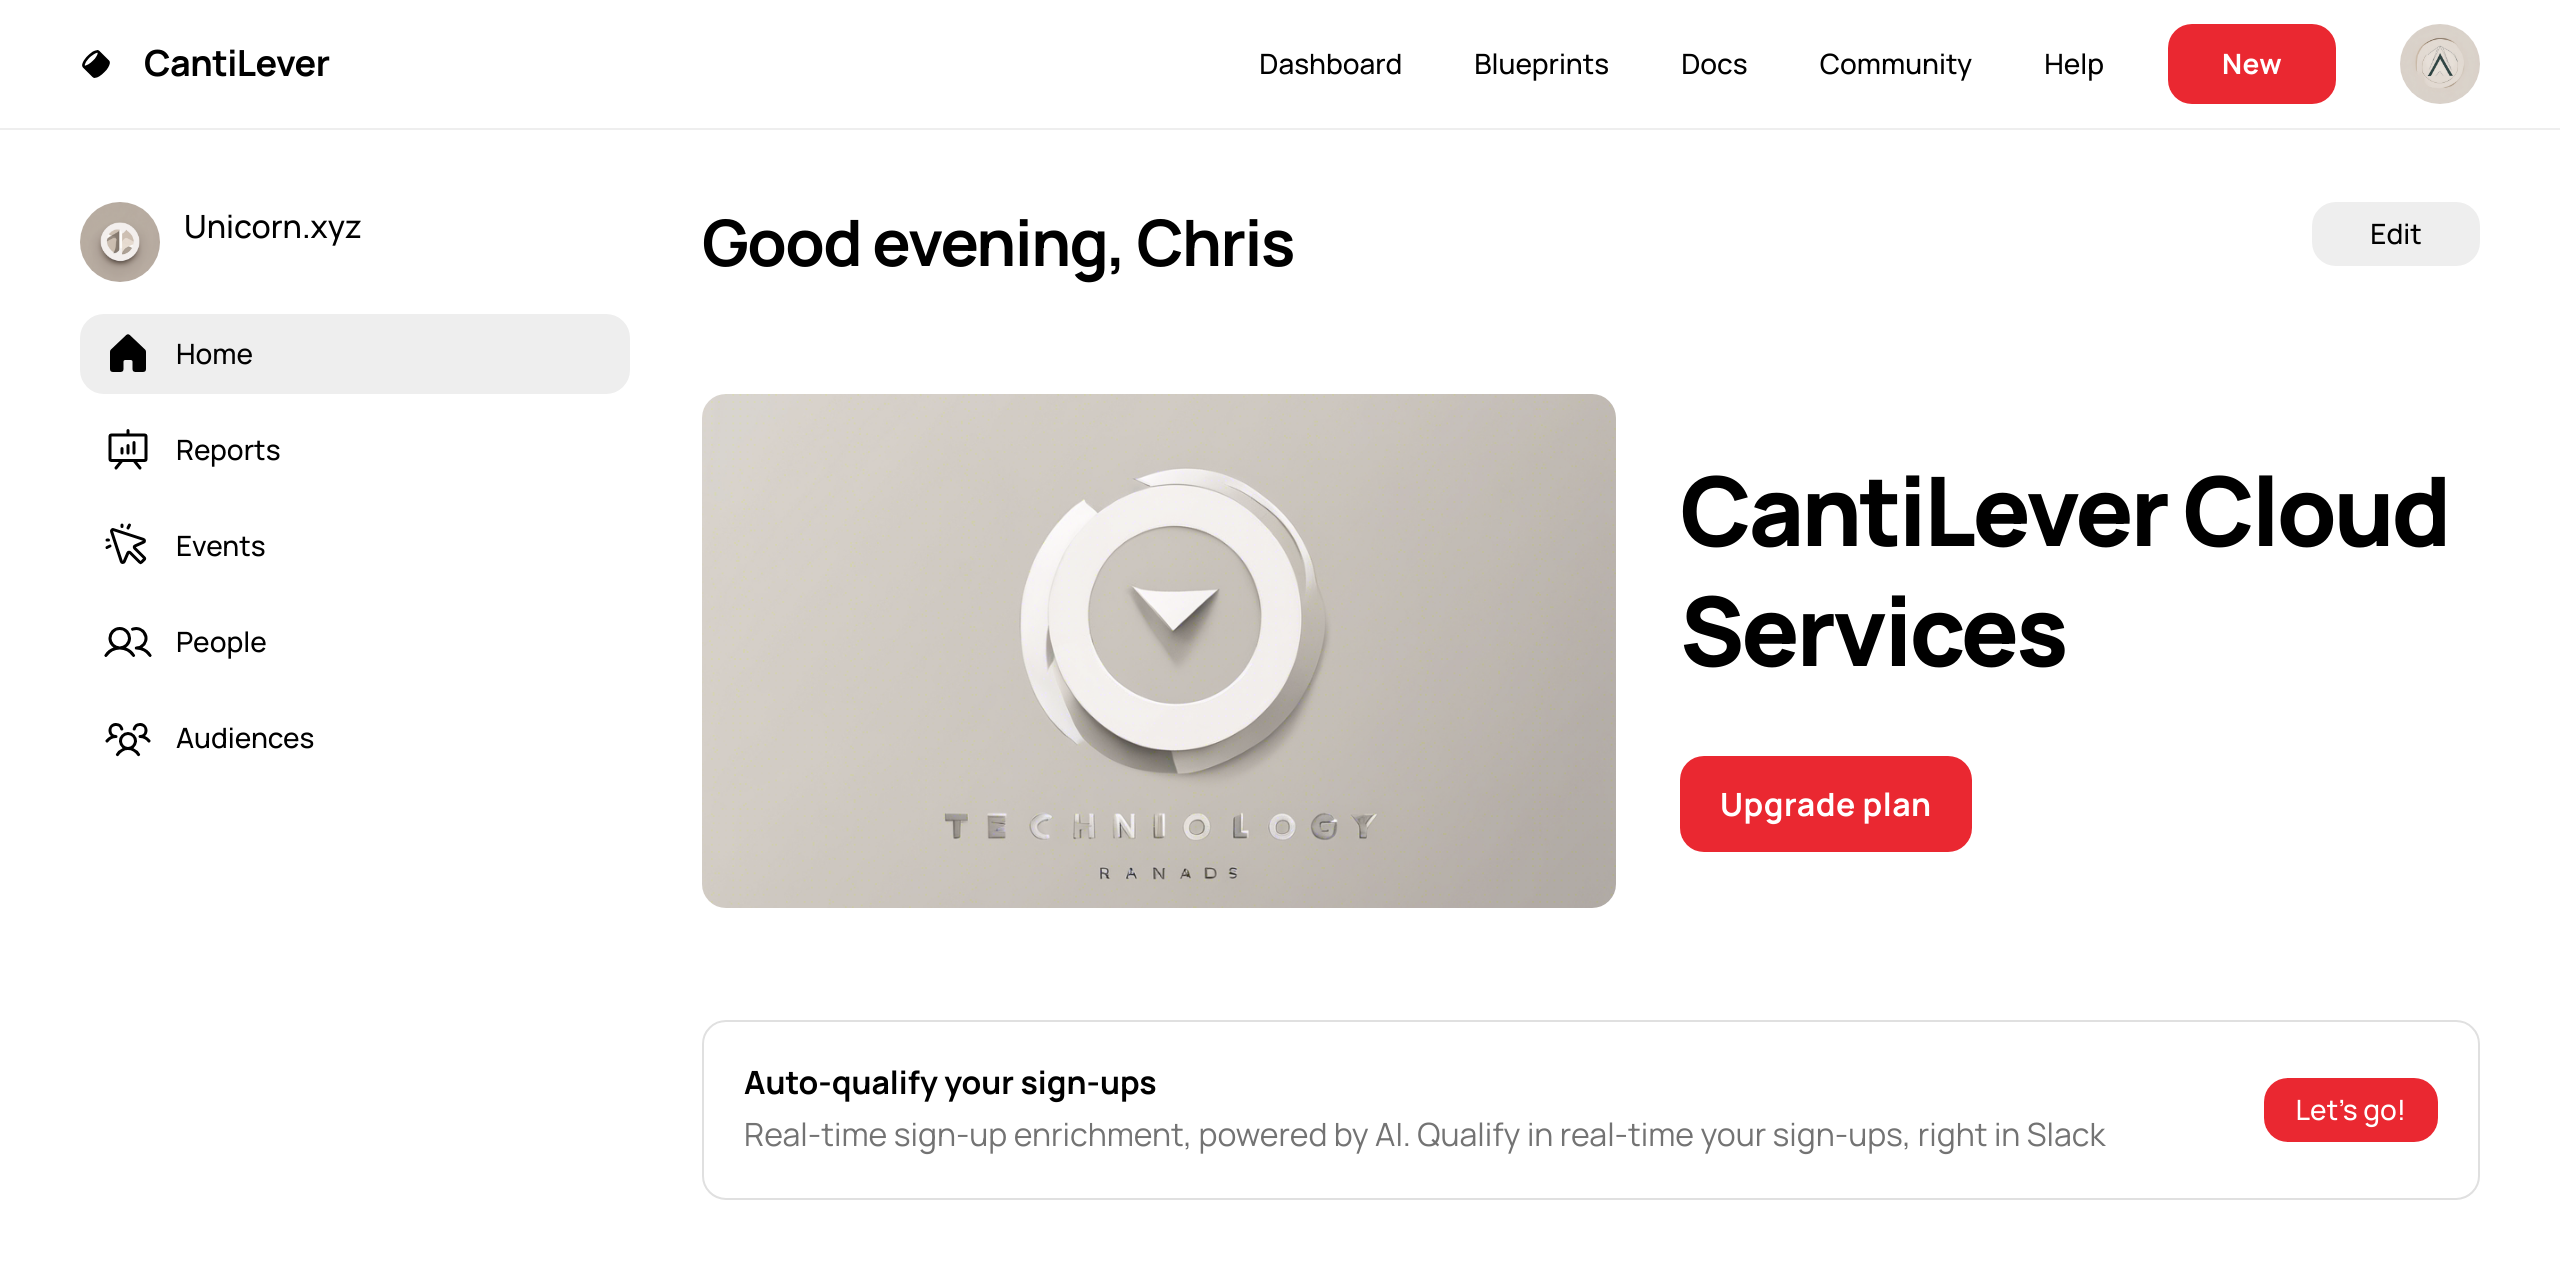 CantiLever
Dashboard
Blueprints
Docs
Community
Help
New
Unicorn.xyz
Home
Reports
Events
People
Audiences
Good evening, Chris
Edit
TECHNIOLOGY
RANADS
CantiLever Cloud
Services
Upgrade plan
Auto-qualify your sign-ups
Real-time sign-up enrichment, powered by AI. Qualify in real-time your sign-ups, right in Slack
Let's go!